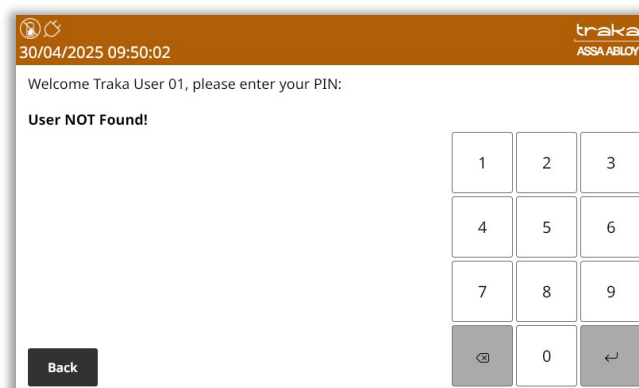 traka
30/04/2025 09:50:02
ASSA ABLOY
Welcome Traka User 01, please enter your PIN:
User NOT Found!
1 2 3
4 5 6
7 8 9
0
Back